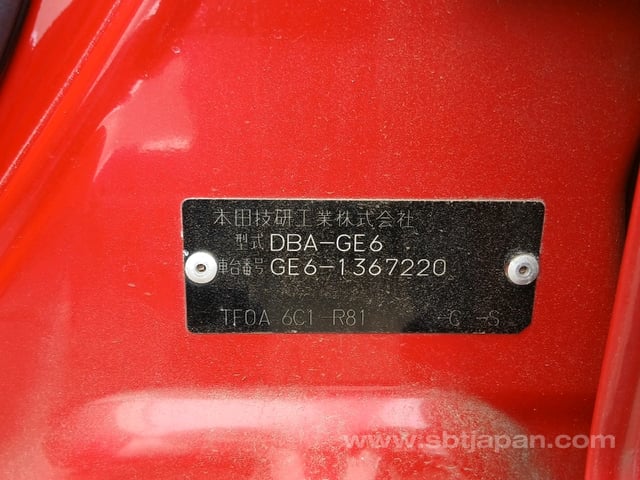 本田技研工業株式会社
型式 DBA-GE6
車台番号 GE6-1367220
TF0A 6C1 R81 -C -S
www.sbtjapan.com